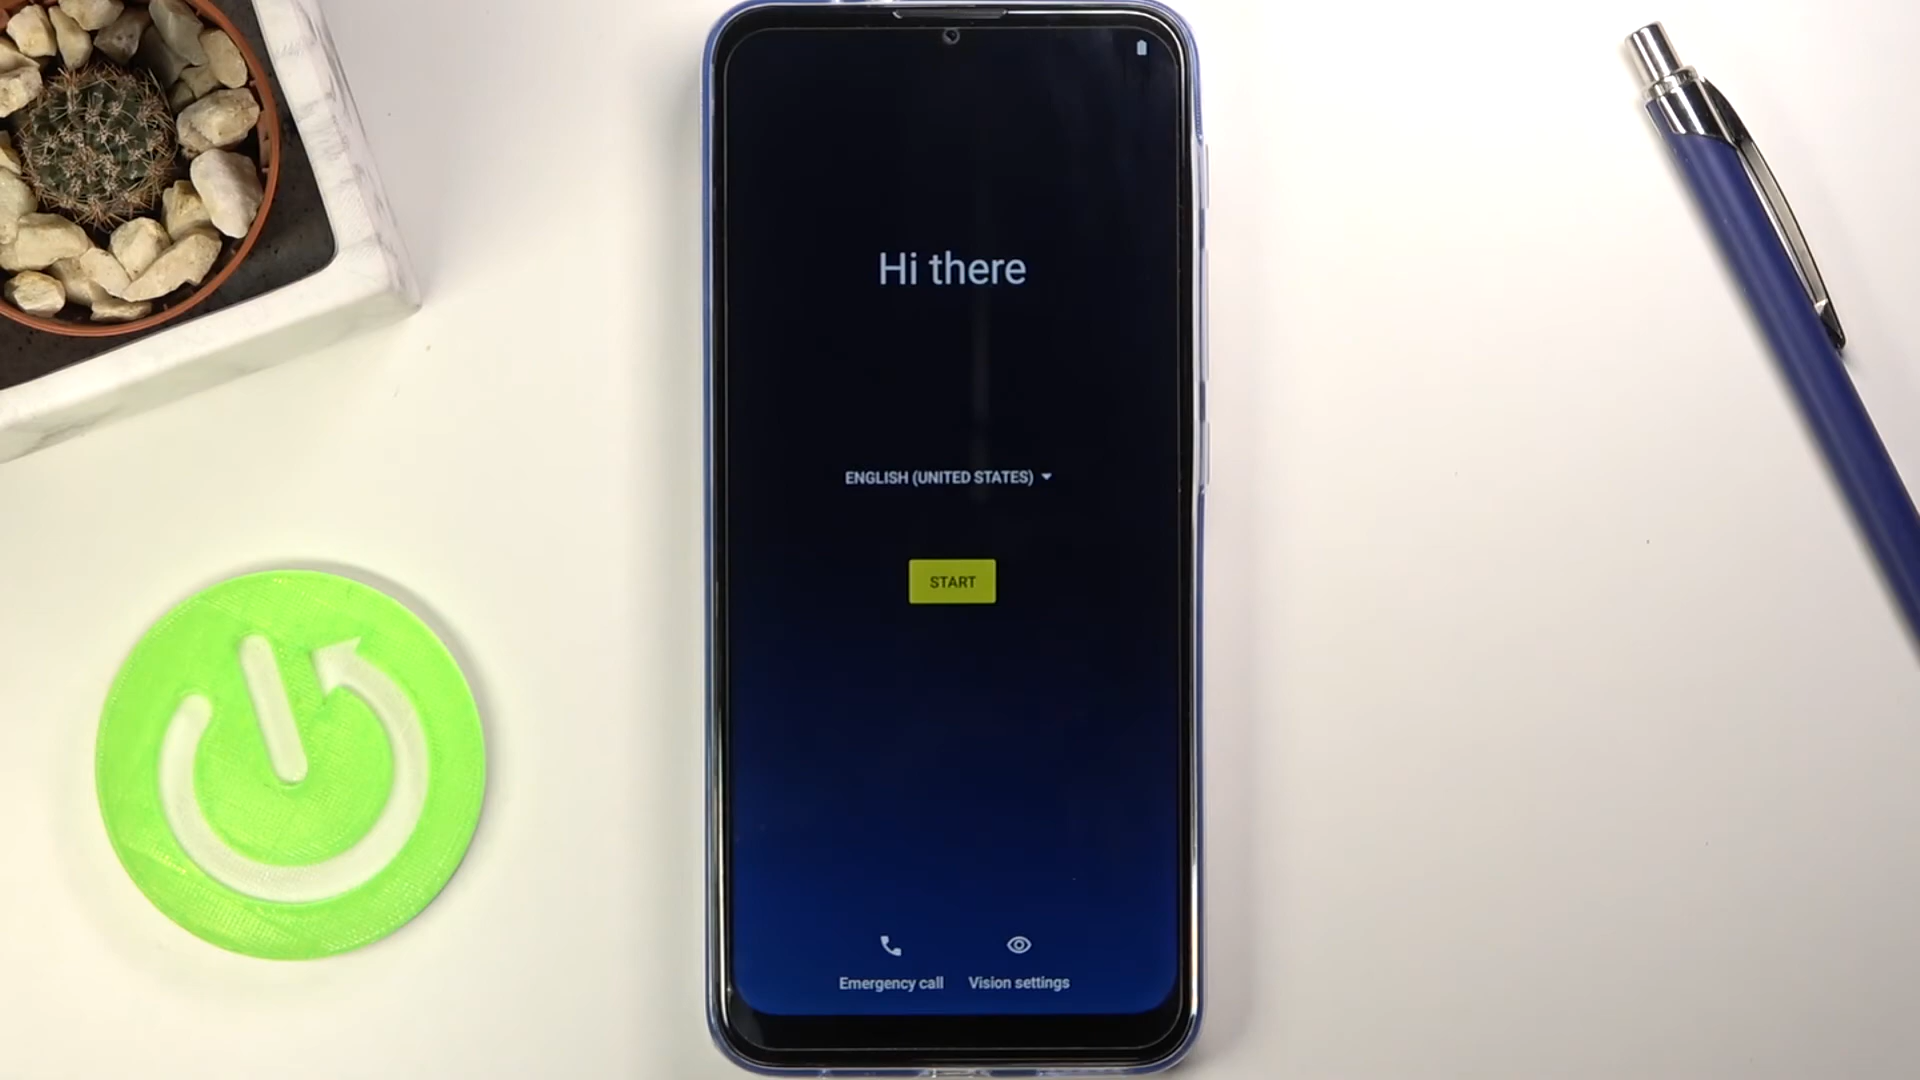 Hi there
ENGLISH (UNITED STATES)
START
Emergency call
Vision settings